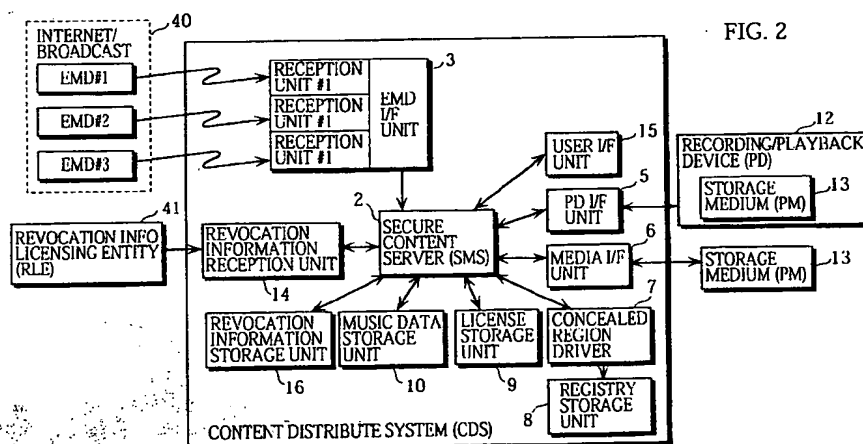 FIG. 2
40
INTERNET/
BROADCAST
EMD#1
EMD#2
EMD#3
RECEPTION
UNIT #1
RECEPTION
UNIT #1
RECEPTION
UNIT #1
EMD
I/F
UNIT
3
USER I/F
UNIT
15
12
RECORDING/PLAYBACK
DEVICE (PD)
STORAGE
MEDIUM (PM)
13
5
PD I/F
UNIT
2
SECURE
CONTENT
SERVER (SMS)
6
MEDIA I/F
UNIT
STORAGE
MEDIUM (PM)
13
41
REVOCATION INFO
LICENSING ENTITY
(RLE)
REVOCATION
INFORMATION
RECEPTION UNIT
14
REVOCATION
INFORMATION
STORAGE UNIT
16
MUSIC DATA
STORAGE
UNIT
10
LICENSE
STORAGE
UNIT
9
7
CONCEALED
REGION
DRIVER
8
REGISTRY
STORAGE
UNIT
CONTENT DISTRIBUTE SYSTEM (CDS)